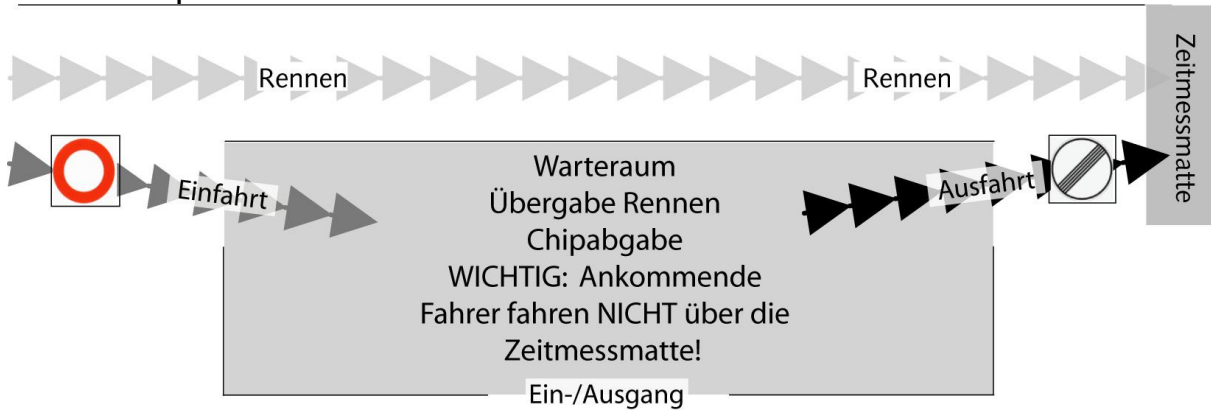 Rennen
Rennen
Zeitmessmatte
Einfahrt
Ausfahrt
Warteraum
Übergabe Rennen
Chipabgabe
WICHTIG: Ankommende
Fahrer fahren NICHT über die
Zeitmessmatte!
Ein-/Ausgang